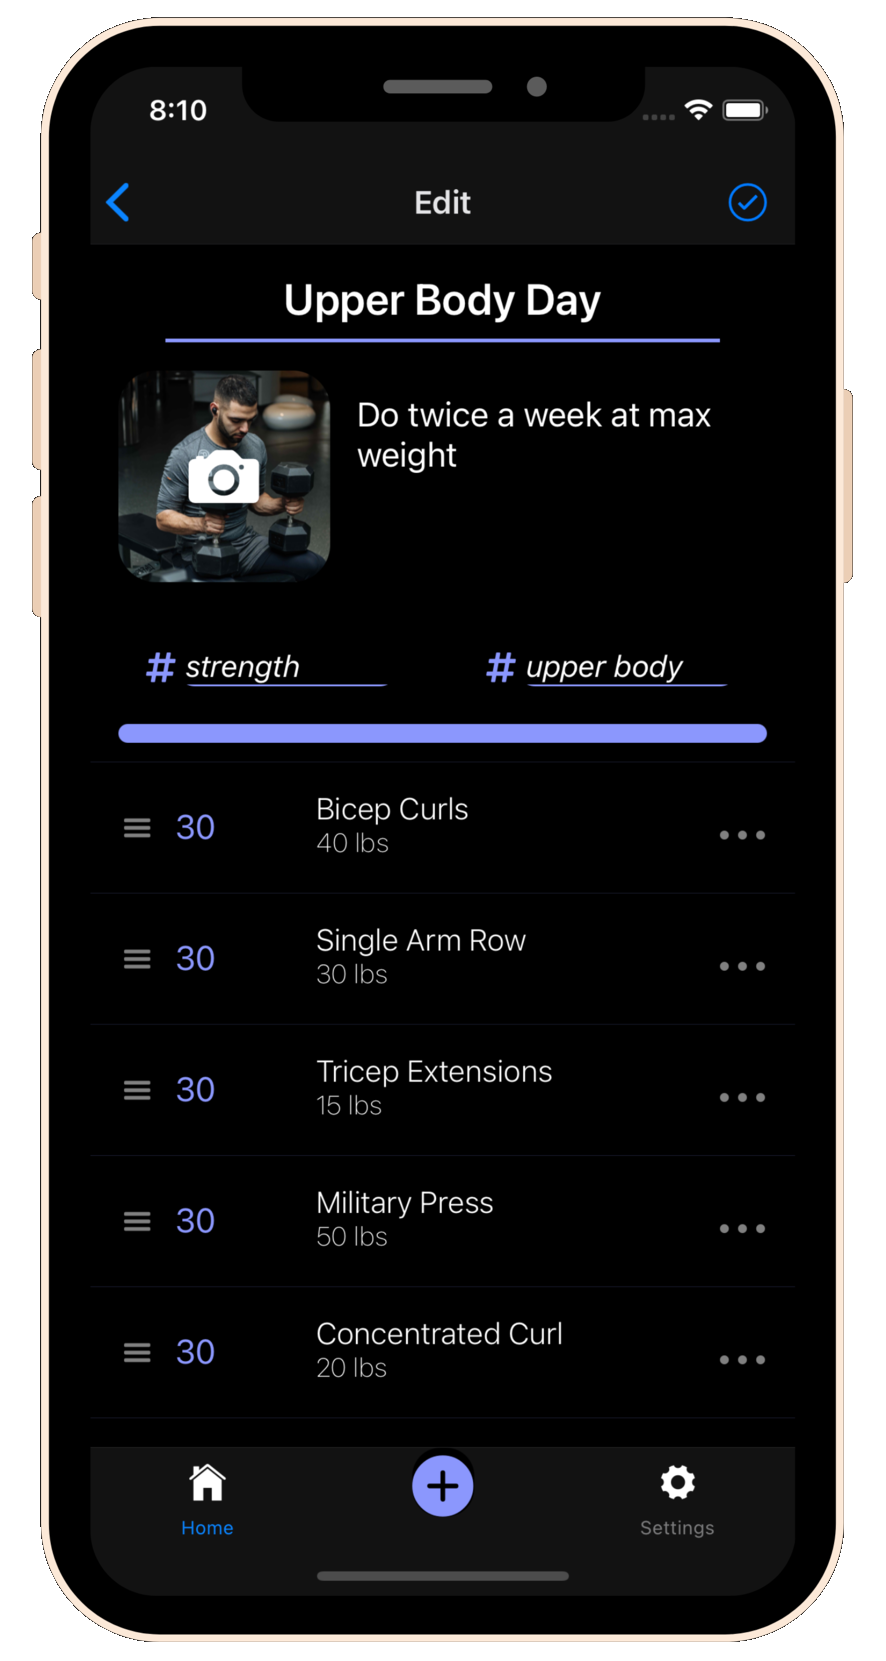 8:10
Edit
Upper Body Day
Do twice a week at max
weight
# strength
# upper body
30
Bicep Curls
40 lbs
30
Single Arm Row
30 lbs
30
Tricep Extensions
15 lbs
30
Military Press
50 lbs
30
Concentrated Curl
20 lbs
Home
Settings